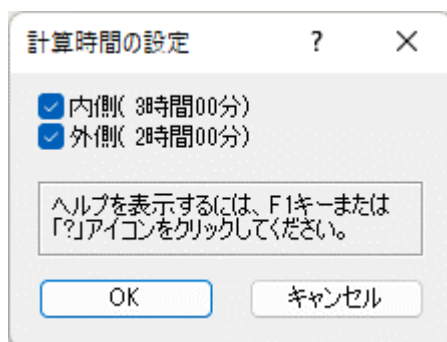 計算時間の設定 ? ×
内側( 3時間00分)
外側( 2時間00分)
ヘルプを表示するには、F1キーまたは
「?」アイコンをクリックしてください。
OK キャンセル